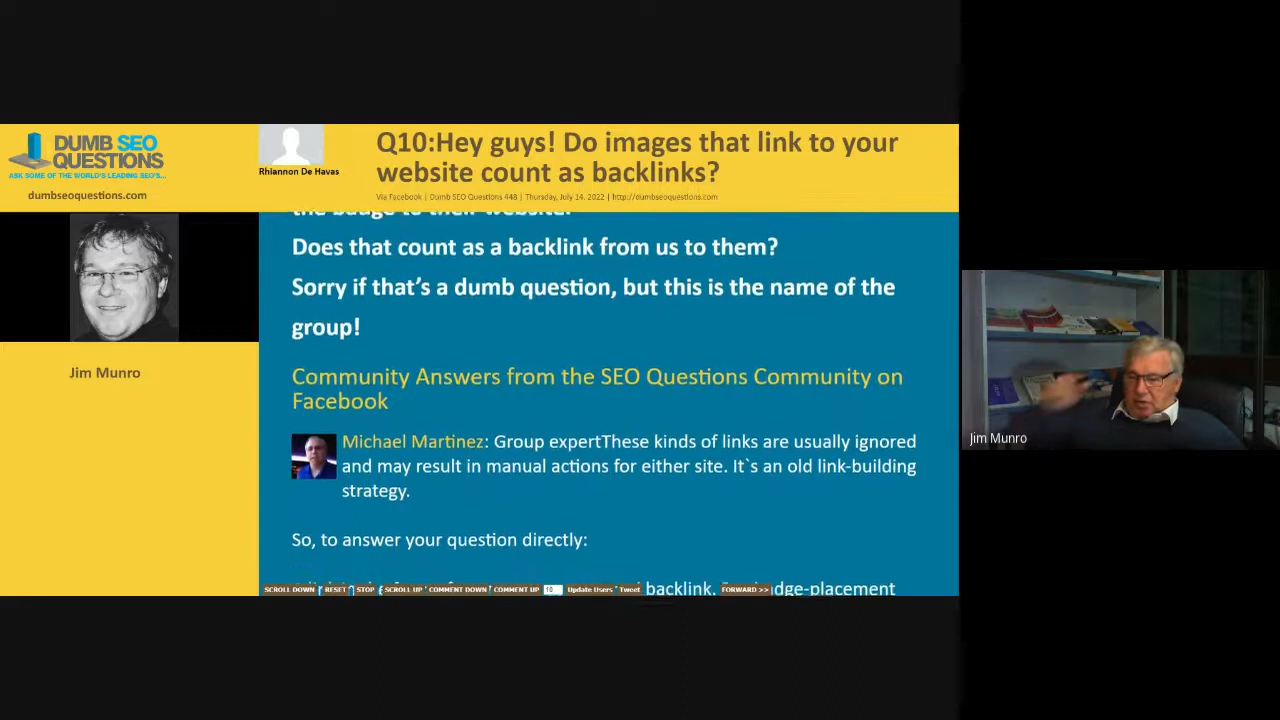 DUMB SEO
QUESTIONS
ASK SOME OF THE WORLD'S LEADING SEO'S...
dumbseoquestions.com
Rhiannon De Havas
Q10:Hey guys! Do images that link to your
website count as backlinks?
Via Facebook | Dumb SEO Questions 448 | Thursday, July 14, 2022 | http://dumbseoquestions.com
Jim Munro
the badge to their website.
Does that count as a backlink from us to them?
Sorry if that's a dumb question, but this is the name of the
group!
Community Answers from the SEO Questions Community on
Facebook
Michael Martinez: Group expertThese kinds of links are usually ignored
and may result in manual actions for either site. It`s an old link-building
strategy.
So, to answer your question directly:
backlink.
SCROLL DOWN RESET STOP SCROLL UP COMMENT DOWN COMMENT UP 10 Update Users Tweet FORWARD >>
Jim Munro